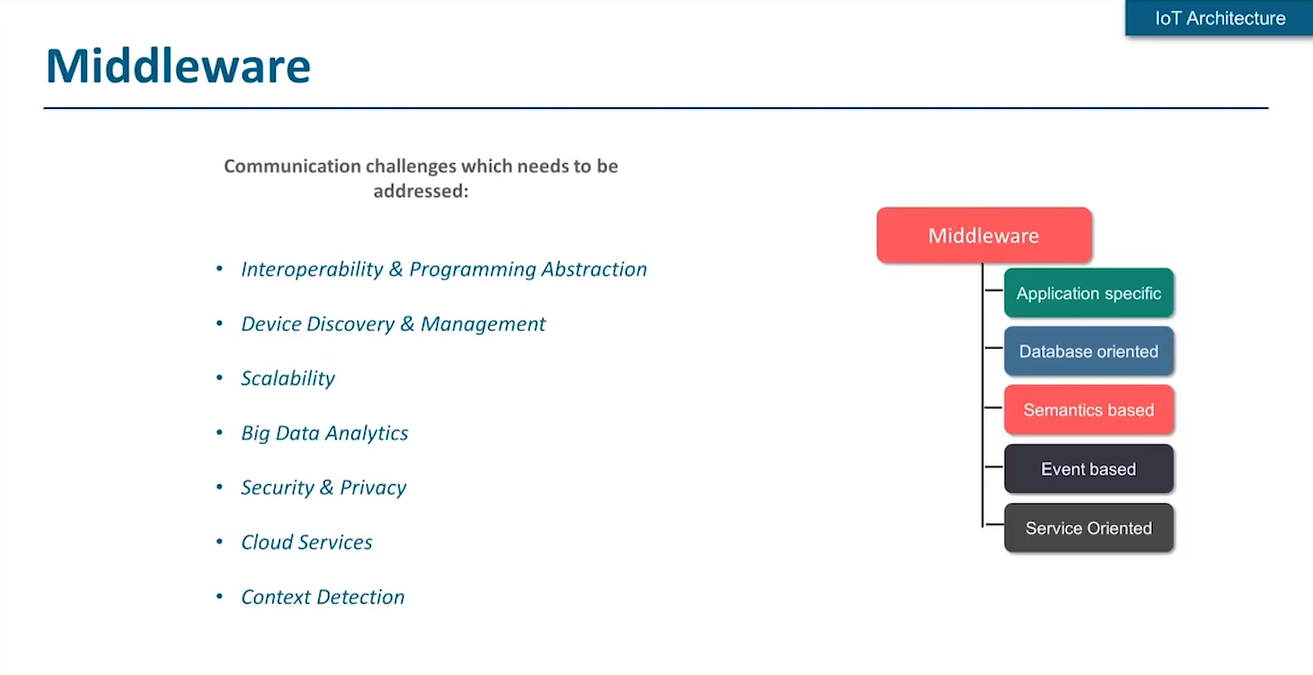 IoT Architecture
Middleware
Communication challenges which needs to be
addressed:
• Interoperability & Programming Abstraction
• Device Discovery & Management
• Scalability
• Big Data Analytics
• Security & Privacy
• Cloud Services
• Context Detection
Middleware
Application specific
Database oriented
Semantics based
Event based
Service Oriented